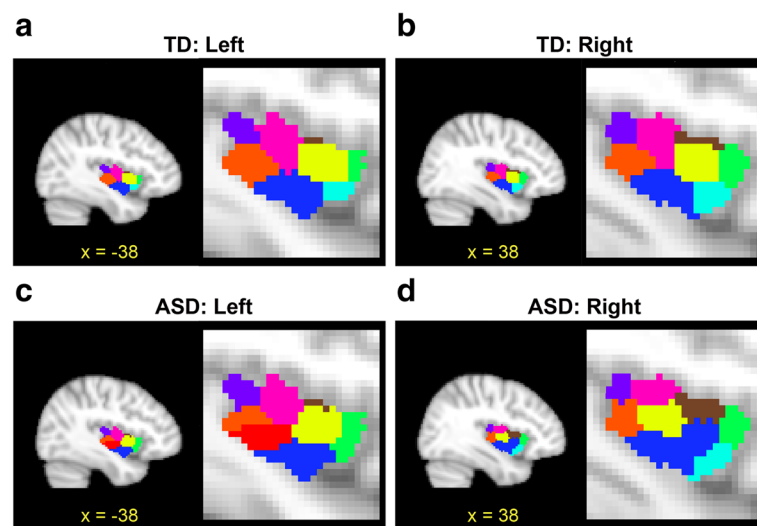 a
TD: Left
x = -38
b
TD: Right
x = 38
c
ASD: Left
x = -38
d
ASD: Right
x = 38